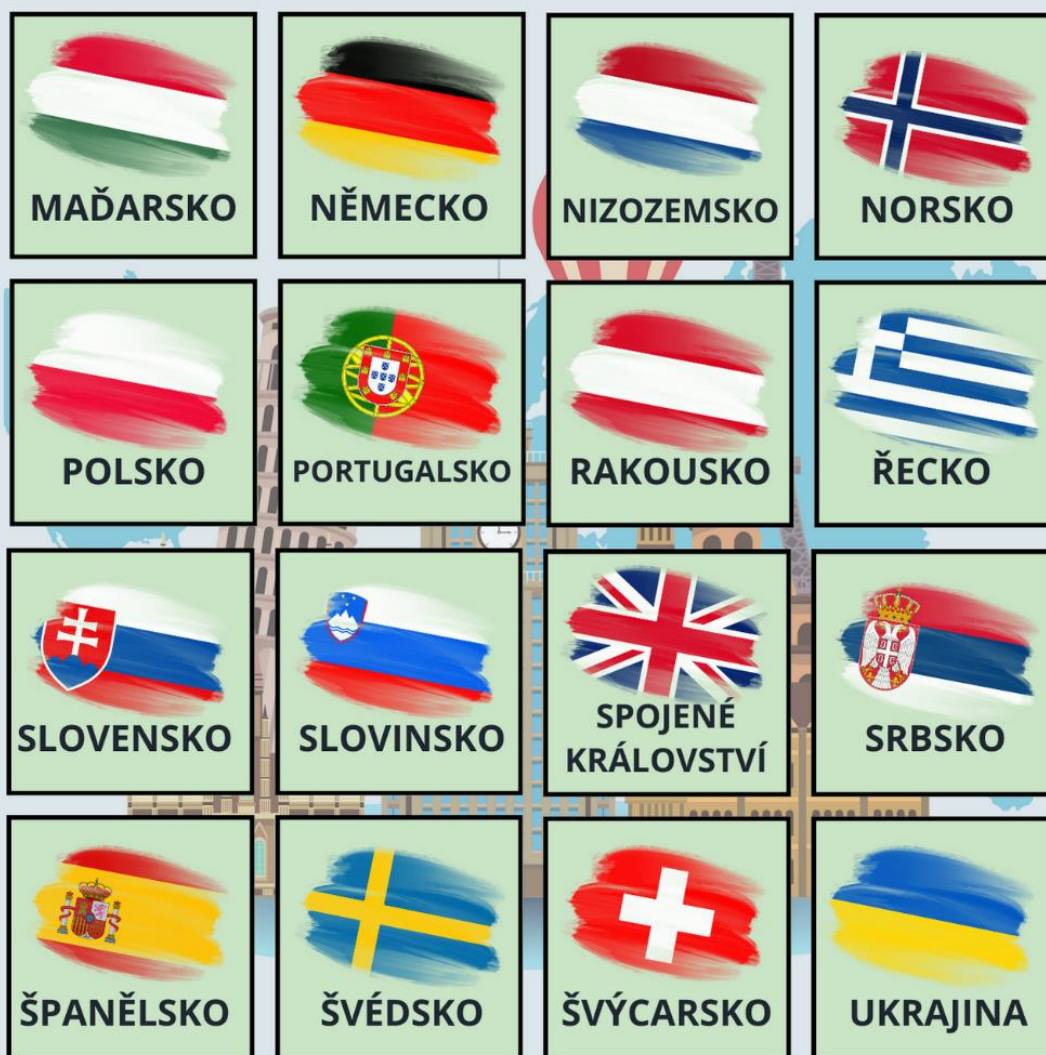 MAĎARSKO
NĚMECKO
NIZOZEMSKO
NORSKO
POLSKO
PORTUGALSKO
RAKOUSKO
ŘECKO
SLOVENSKO
SLOVINSKO
SPOJENÉ
KRÁLOVSTVÍ
SRBSKO
ŠPANĚLSKO
ŠVÉDSKO
ŠVÝCARSKO
UKRAJINA